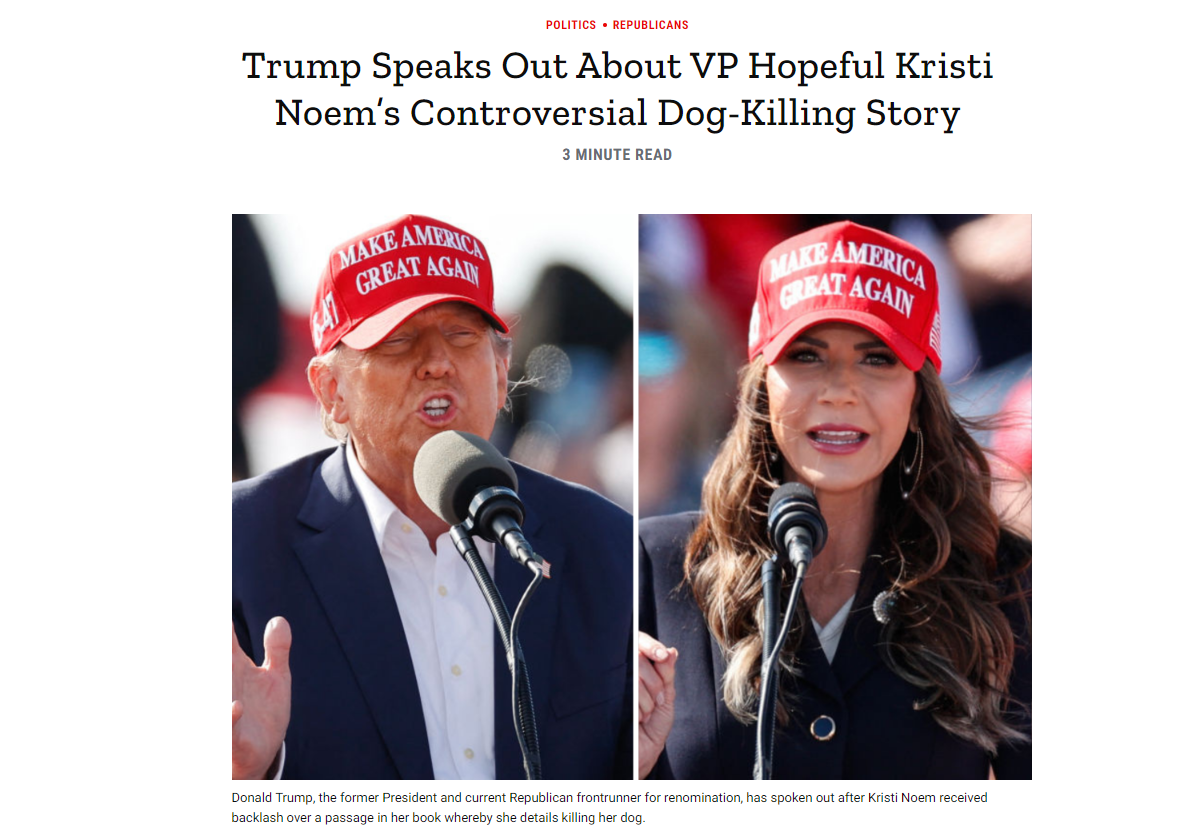 POLITICS • REPUBLICANS
Trump Speaks Out About VP Hopeful Kristi
Noem’s Controversial Dog-Killing Story
3 MINUTE READ
MAKE AMERICA
GREAT AGAIN
MAKE AMERICA
GREAT AGAIN
Donald Trump, the former President and current Republican frontrunner for renomination, has spoken out after Kristi Noem received
backlash over a passage in her book whereby she details killing her dog.